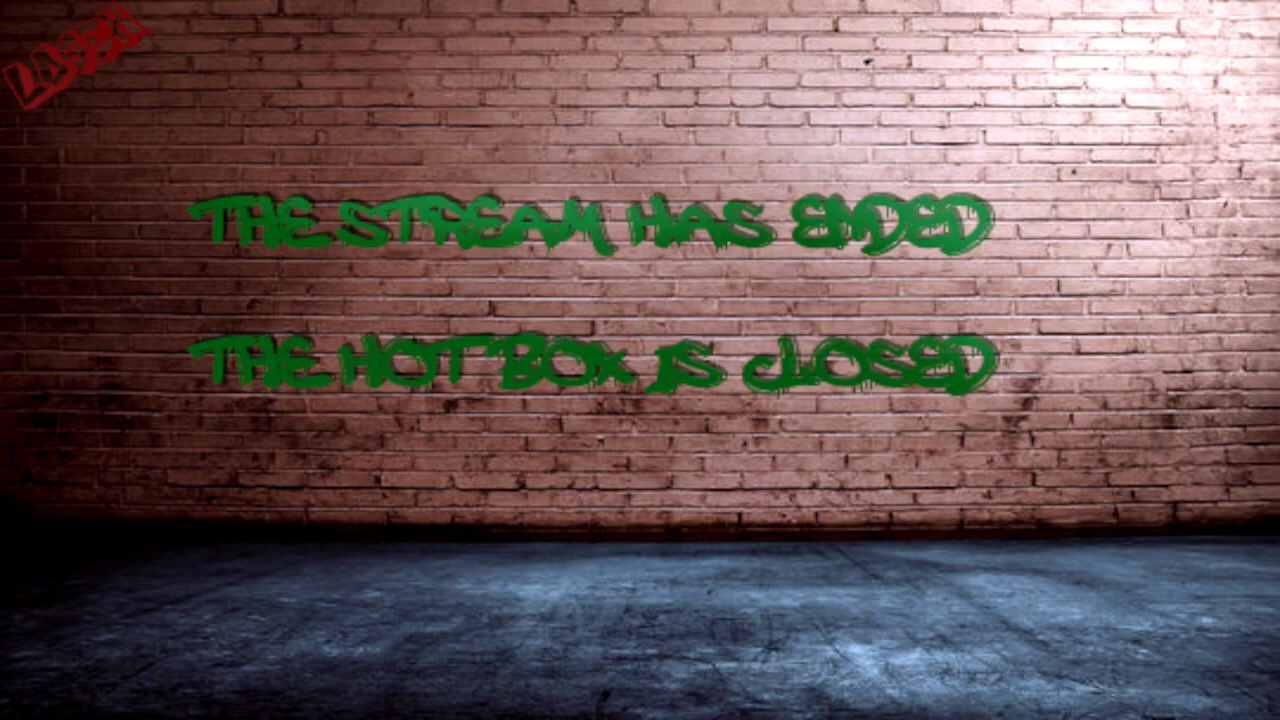 THE STREAM HAS ENDED
THE HOT BOX IS CLOSED